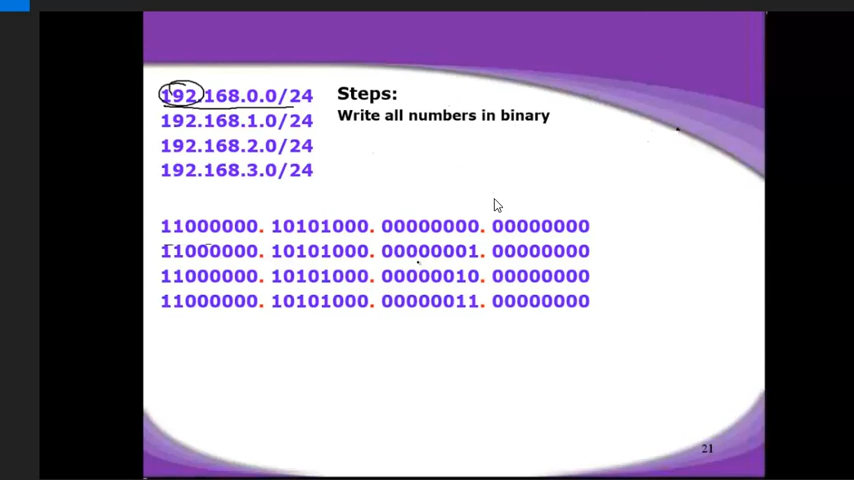 192.168.0.0/24
192.168.1.0/24
192.168.2.0/24
192.168.3.0/24
Steps:
Write all numbers in binary
11000000. 10101000. 00000000. 00000000
11000000. 10101000. 00000001. 00000000
11000000. 10101000. 00000010. 00000000
11000000. 10101000. 00000011. 00000000
21